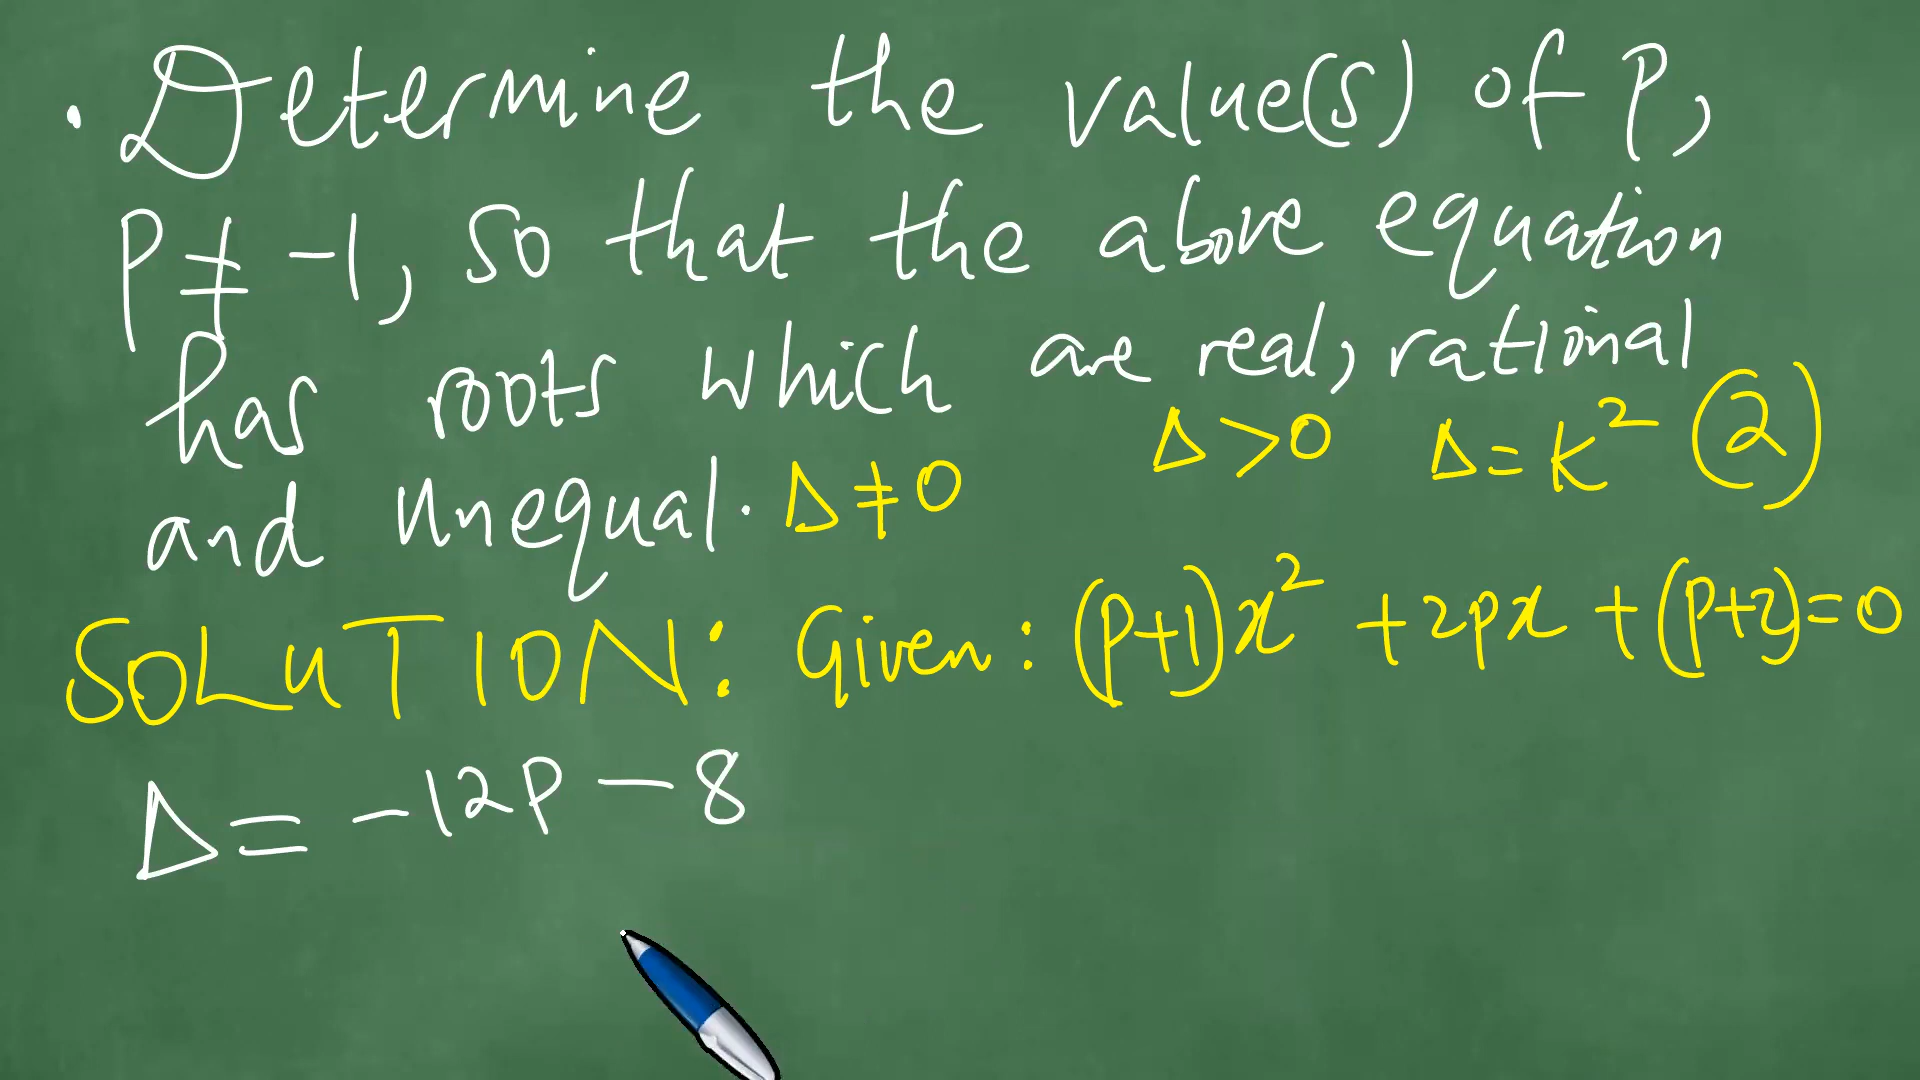 . Determine the value(s) of P,
P ≠ -1, so that the above equation
has roots which are real, rational
Δ > 0 Δ = k² (2)
and unequal. Δ ≠ 0
SOLUTION: Given: (P+1)x² + 2px + (P+2) = 0
Δ = -12P - 8